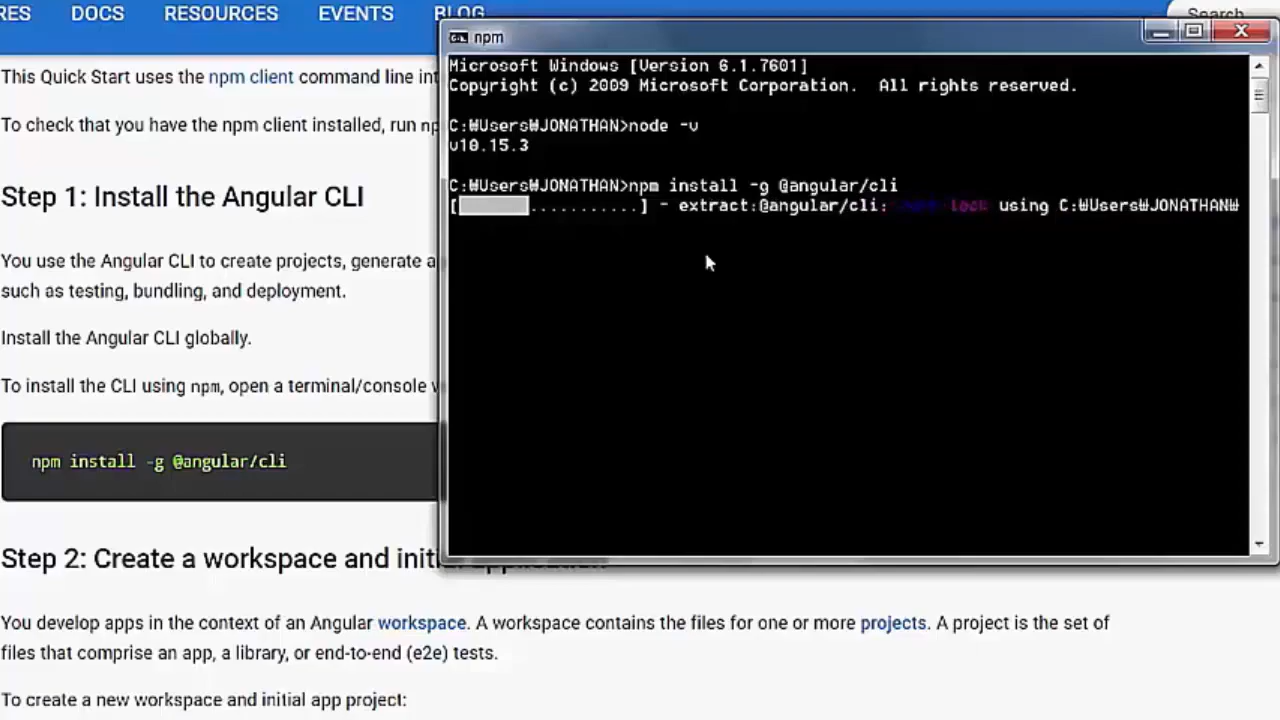 RES DOCS RESOURCES EVENTS BLOG
Search
This Quick Start uses the npm client command line int
To check that you have the npm client installed, run np
Step 1: Install the Angular CLI
You use the Angular CLI to create projects, generate a
such as testing, bundling, and deployment.
Install the Angular CLI globally.
To install the CLI using npm, open a terminal/console w
npm install -g @angular/cli
Step 2: Create a workspace and initial application
You develop apps in the context of an Angular workspace. A workspace contains the files for one or more projects. A project is the set of
files that comprise an app, a library, or end-to-end (e2e) tests.
To create a new workspace and initial app project:
npm
Microsoft Windows [Version 6.1.7601]
Copyright (c) 2009 Microsoft Corporation. All rights reserved.
C:₩Users₩JONATHAN>node -v
v10.15.3
C:₩Users₩JONATHAN>npm install -g @angular/cli
[...........] - extract:@angular/cli: lock using C:₩Users₩JONATHAN₩